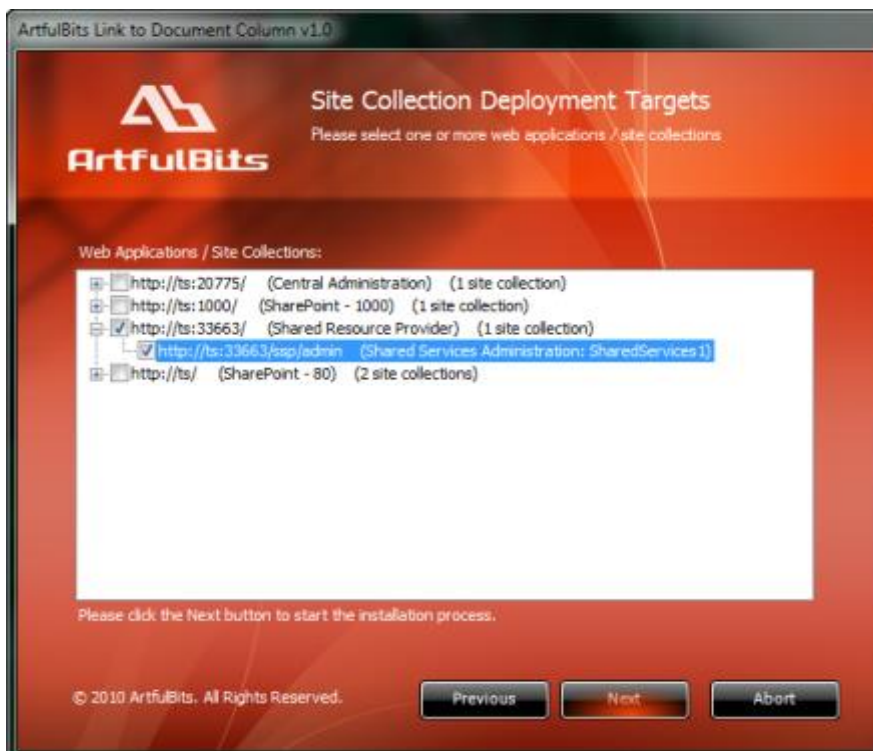 ArtfulBits Link to Document Column v1.0
Site Collection Deployment Targets
Please select one or more web applications / site collections
ArtfulBits
Web Applications / Site Collections:
http://ts:20775/ (Central Administration) (1 site collection)
http://ts:1000/ (SharePoint - 1000) (1 site collection)
http://ts:33663/ (Shared Resource Provider) (1 site collection)
http://ts:33663/ssp/admin (Shared Services Administration: SharedServices1)
http://ts/ (SharePoint - 80) (2 site collections)
Please click the Next button to start the installation process.
© 2010 ArtfulBits. All Rights Reserved.
Previous
Next
Abort